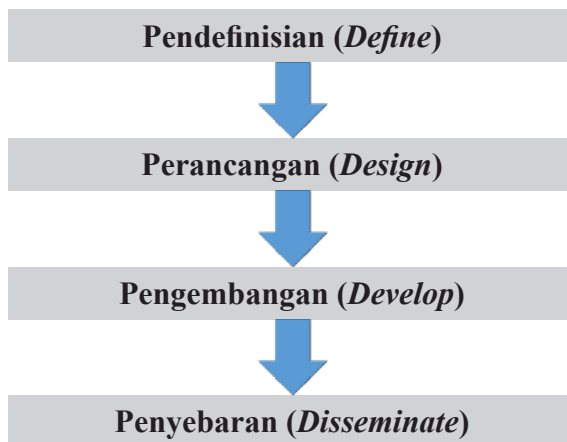 Pendefinisian (Define)
Perancangan (Design)
Pengembangan (Develop)
Penyebaran (Disseminate)